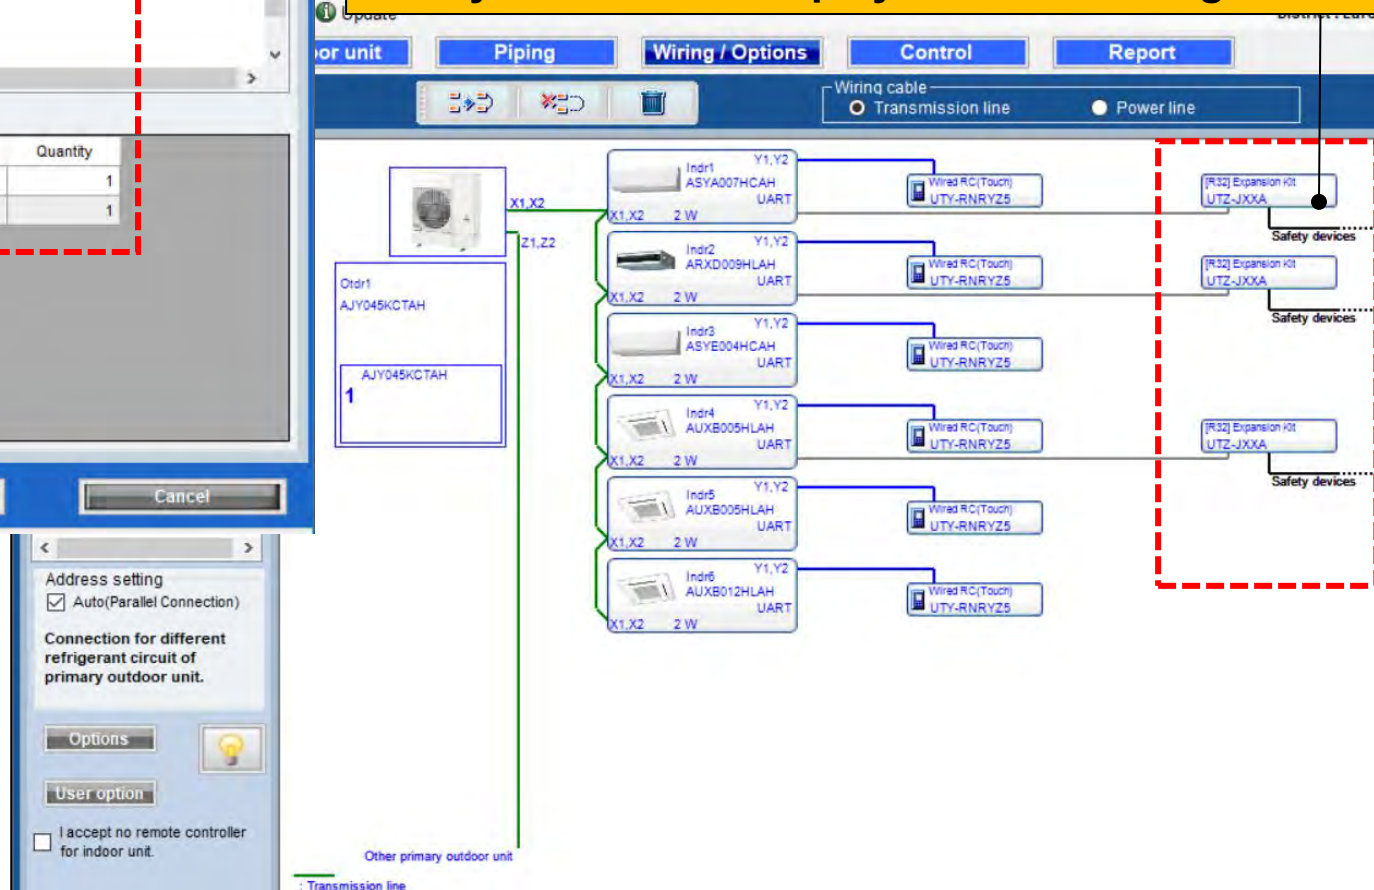 Update
or unit
Piping
Wiring / Options
Control
Report
Wiring cable
Transmission line
Power line
Quantity
1
1
Cancel
Address setting
Auto(Parallel Connection)
Connection for different
refrigerant circuit of
primary outdoor unit.
Options
User option
I accept no remote controller
for indoor unit.
X1,X2
Z1,Z2
Otdr1
AJY045KCTAH
AJY045KCTAH
1
Indr1
Y1,Y2
ASYA007HCAH
UART
X1,X2 2 W
Wired RC(Touch)
UTY-RNRYZ5
[R32] Expansion Kit
UTZ-JXXA
Safety devices
Indr2
Y1,Y2
ARXD009HLAH
UART
X1,X2 2 W
Wired RC(Touch)
UTY-RNRYZ5
[R32] Expansion Kit
UTZ-JXXA
Safety devices
Indr3
Y1,Y2
ASYE004HCAH
UART
X1,X2 2 W
Wired RC(Touch)
UTY-RNRYZ5
Indr4
Y1,Y2
AUXB005HLAH
UART
X1,X2 2 W
Wired RC(Touch)
UTY-RNRYZ5
[R32] Expansion Kit
UTZ-JXXA
Safety devices
Indr5
Y1,Y2
AUXB005HLAH
UART
X1,X2 2 W
Wired RC(Touch)
UTY-RNRYZ5
Indr6
Y1,Y2
AUXB012HLAH
UART
X1,X2 2 W
Wired RC(Touch)
UTY-RNRYZ5
Other primary outdoor unit
: Transmission line